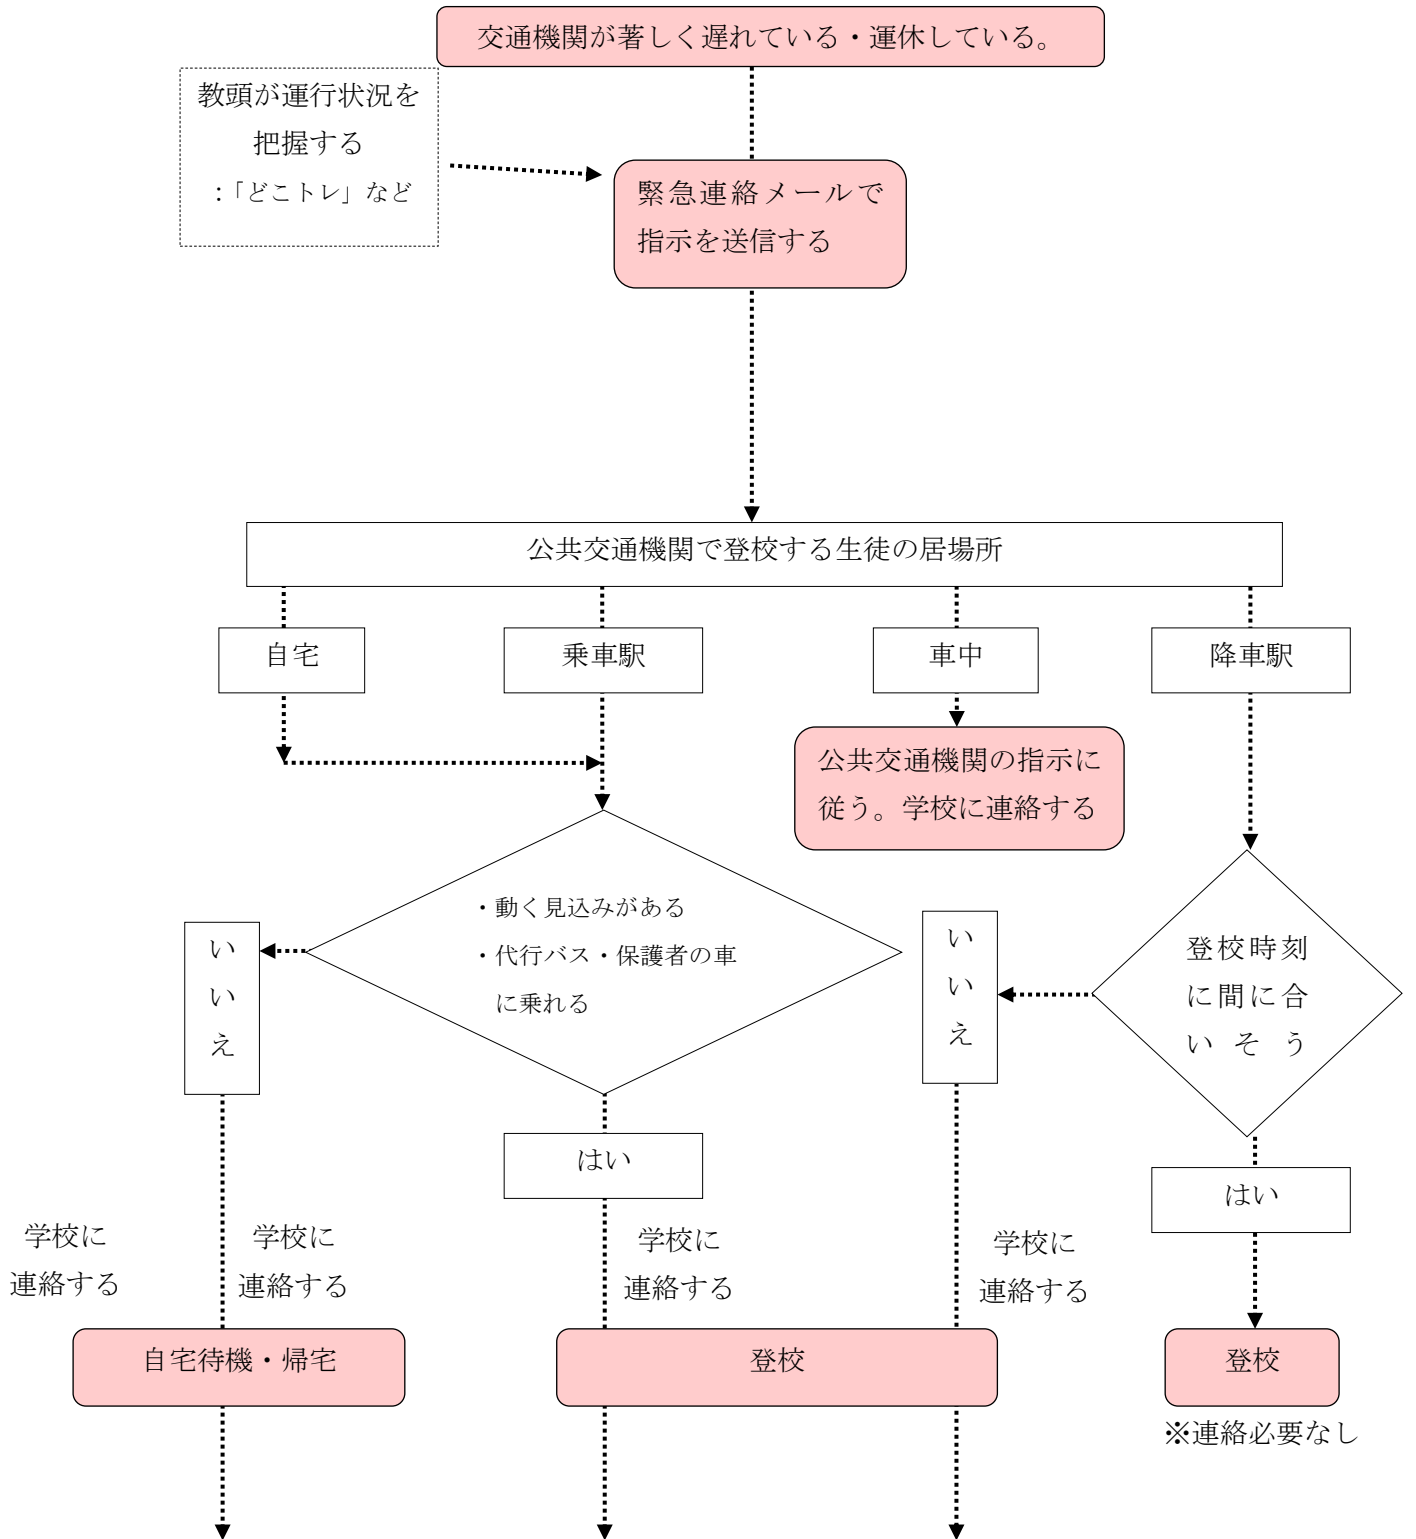 交通機関が著しく遅れている・運休している。
教頭が運行状況を
把握する
：「どこトレ」など
緊急連絡メールで
指示を送信する
公共交通機関で登校する生徒の居場所
自宅
乗車駅
車中
降車駅
公共交通機関の指示に
従う。学校に連絡する
・動く見込みがある
・代行バス・保護者の車
に乗れる
いいえ
いいえ
登校時刻
に間に合
いそう
はい
はい
学校に
連絡する
学校に
連絡する
学校に
連絡する
学校に
連絡する
自宅待機・帰宅
登校
登校
※連絡必要なし